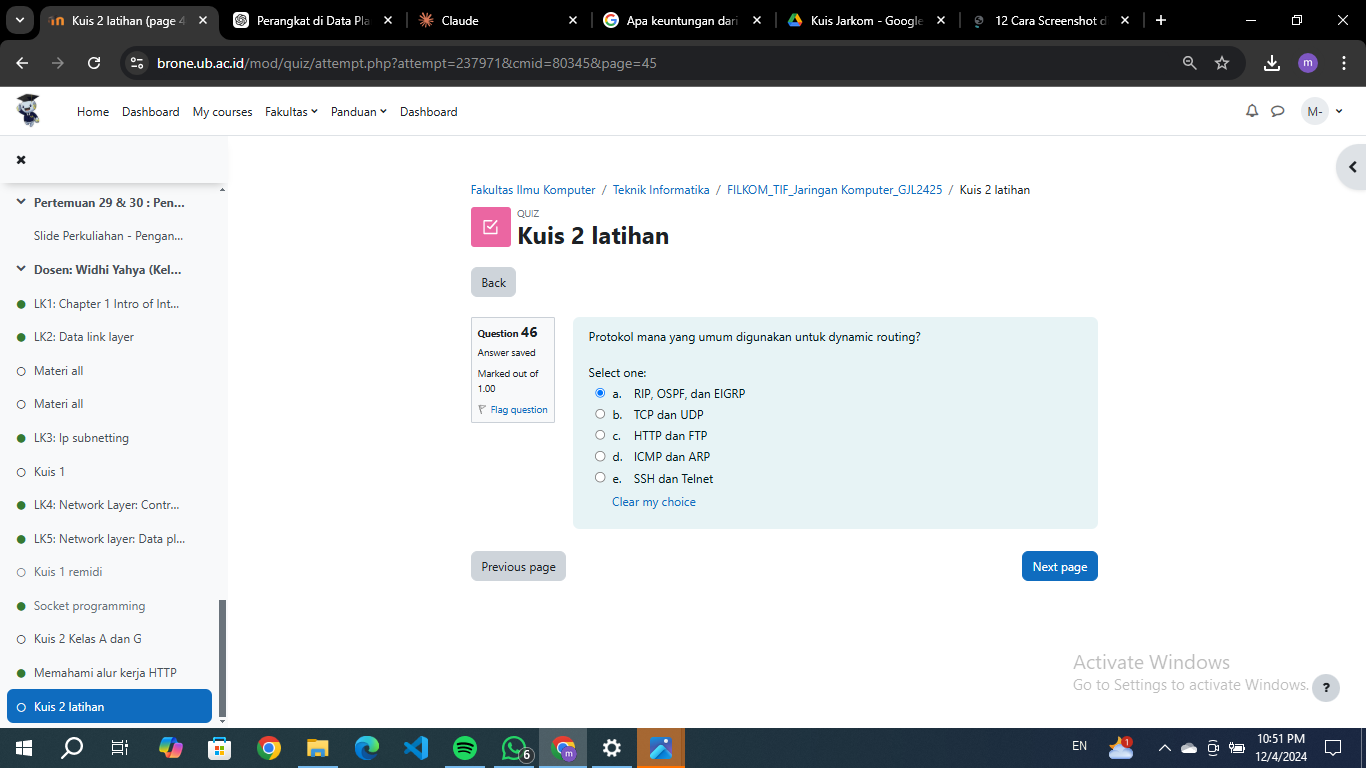 Kuis 2 latihan (page 4
Perangkat di Data Pla
Claude
Apa keuntungan dari
Kuis Jarkom - Google
12 Cara Screenshot d
brone.ub.ac.id/mod/quiz/attempt.php?attempt=237971&cmid=80345&page=45
m
Home
Dashboard
My courses
Fakultas
Panduan
Dashboard
M-
Pertemuan 29 & 30 : Pen...
Slide Perkuliahan - Pengan...
Dosen: Widhi Yahya (Kel...
LK1: Chapter 1 Intro of Int...
LK2: Data link layer
Materi all
Materi all
LK3: Ip subnetting
Kuis 1
LK4: Network Layer: Contr...
LK5: Network layer: Data pl...
Kuis 1 remidi
Socket programming
Kuis 2 Kelas A dan G
Memahami alur kerja HTTP
Kuis 2 latihan
Fakultas Ilmu Komputer / Teknik Informatika / FILKOM_TIF_Jaringan Komputer_GJL2425 / Kuis 2 latihan
QUIZ
Kuis 2 latihan
Back
Question 46
Answer saved
Marked out of
1.00
Flag question
Protokol mana yang umum digunakan untuk dynamic routing?
Select one:
a. RIP, OSPF, dan EIGRP
b. TCP dan UDP
c. HTTP dan FTP
d. ICMP dan ARP
e. SSH dan Telnet
Clear my choice
Previous page
Next page
Activate Windows
Go to Settings to activate Windows.
?
6
m
EN
1
10:51 PM
12/4/2024